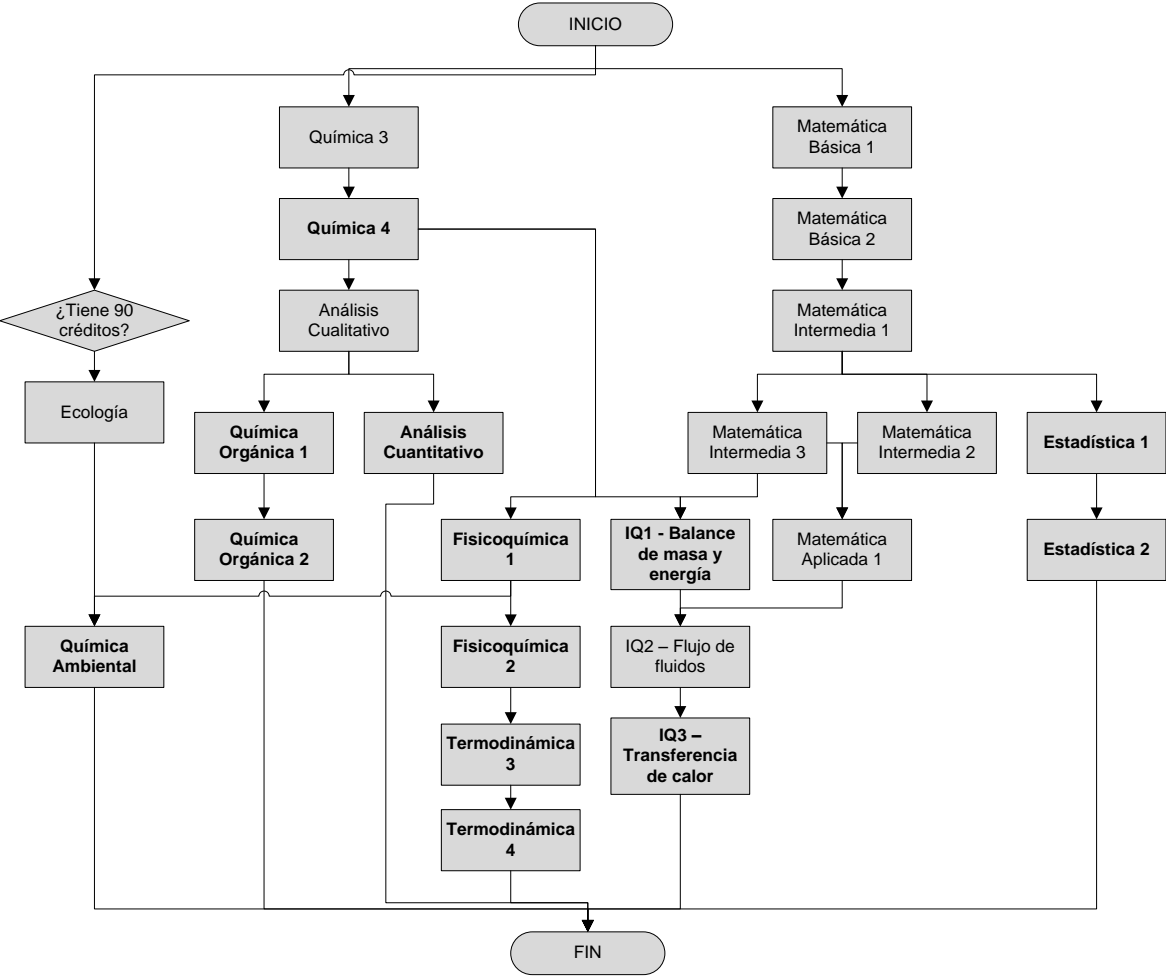 INICIO
Química 3
Matemática
Básica 1
Química 4
Matemática
Básica 2
¿Tiene 90
créditos?
Análisis
Cualitativo
Matemática
Intermedia 1
Ecología
Química
Orgánica 1
Análisis
Cuantitativo
Matemática
Intermedia 3
Matemática
Intermedia 2
Estadística 1
Química
Orgánica 2
Fisicoquímica
1
IQ1 - Balance
de masa y
energía
Matemática
Aplicada 1
Estadística 2
Química
Ambiental
Fisicoquímica
2
IQ2 – Flujo de
fluidos
Termodinámica
3
IQ3 –
Transferencia
de calor
Termodinámica
4
FIN